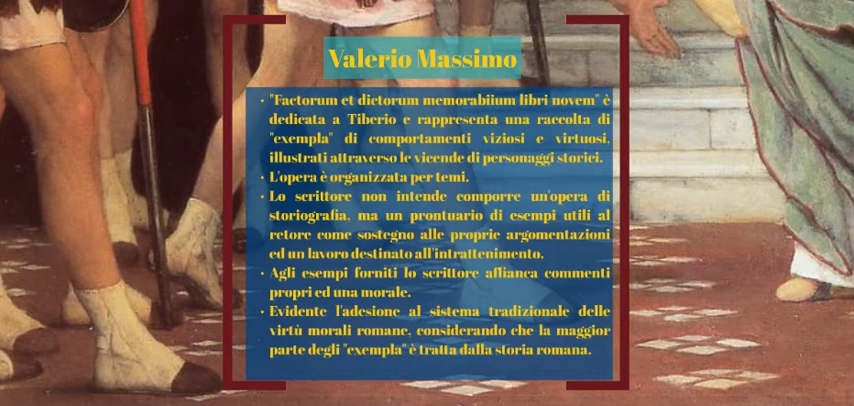 Valerio Massimo
• "Factorum et dictorum memorabiium libri novem" è
dedicata a Tiberio e rappresenta una raccolta di
"exempla" di comportamenti viziosi e virtuosi,
illustrati attraverso le vicende di personaggi storici.
• L'opera è organizzata per temi.
• Lo scrittore non intende comporre un'opera di
storiografia, ma un prontuario di esempi utili al
retore come sostegno alle proprie argomentazioni
ed un lavoro destinato all'intrattenimento.
• Agli esempi forniti lo scrittore affianca commenti
propri ed una morale.
• Evidente l'adesione al sistema tradizionale delle
virtù morali romane, considerando che la maggior
parte degli "exempla" è tratta dalla storia romana.